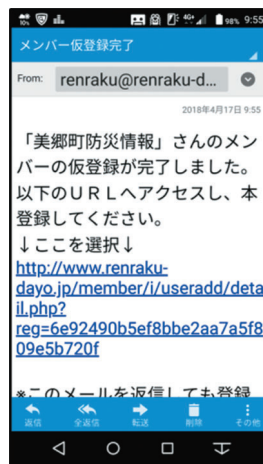 98% 9:55
メンバー仮登録完了
From: renraku@renraku-d...
2018年4月17日 9:55
「美郷町防災情報」さんのメン
バーの仮登録が完了しました。
以下のURLへアクセスし、本
登録してください。
↓ここを選択↓
http://www.renraku-
dayo.jp/member/i/useradd/deta
il.php?
reg=6e92490b5ef8bbe2aa7a5f8
09e5b720f
※このメールを返信しても登録
返信 全返信 転送 削除 その他